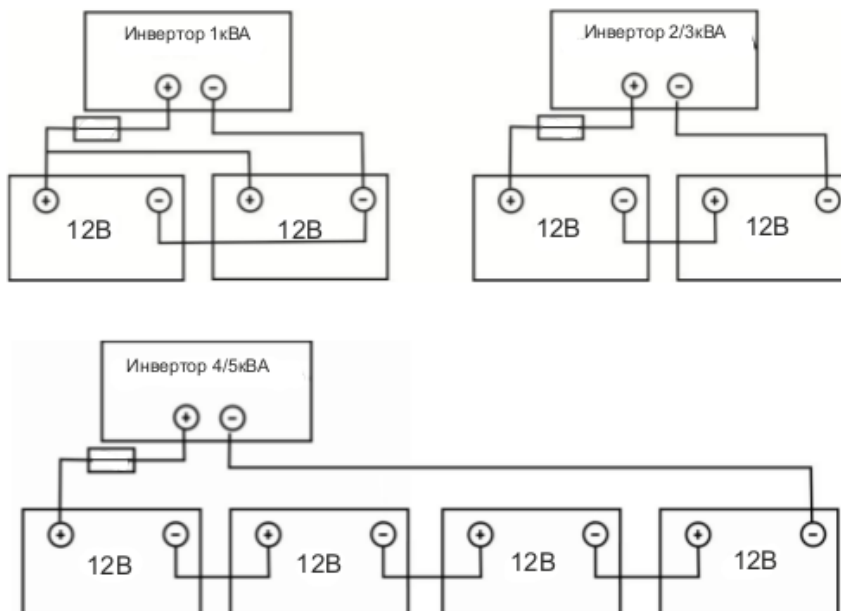 Инвертор 1кВА
Инвертор 2/3кВА
+ -
+ -
+ - + -
12В 12В
+ - + -
12В 12В
Инвертор 4/5кВА
+ -
+ - + - + - + -
12В 12В 12В 12В